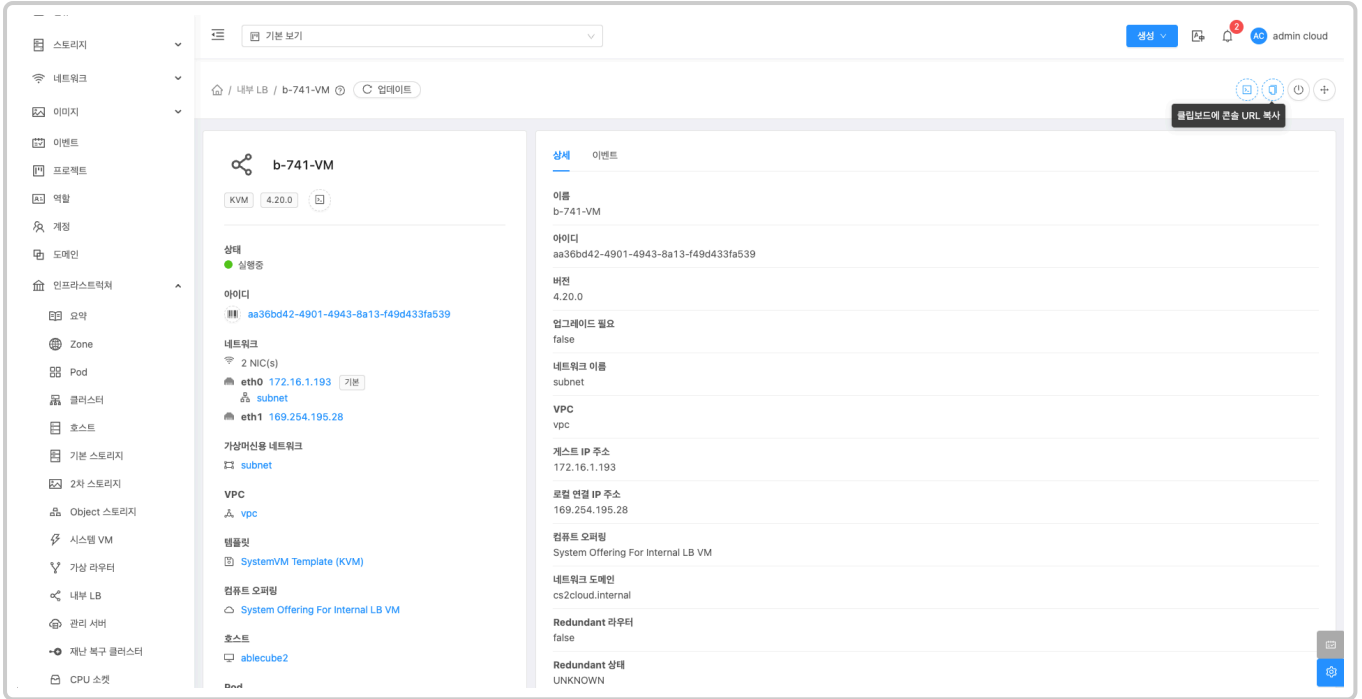 스토리지
네트워크
이미지
이벤트
프로젝트
역할
계정
도메인
인프라스트럭쳐
요약
Zone
Pod
클러스터
호스트
기본 스토리지
2차 스토리지
Object 스토리지
시스템 VM
가상 라우터
내부 LB
관리 서버
재난 복구 클러스터
CPU 소켓
기본 보기
생성
2
AC admin cloud
/ 내부 LB / b-741-VM 업데이트
클립보드에 콘솔 URL 복사
b-741-VM
KVM 4.20.0
상태
실행중
아이디
aa36bd42-4901-4943-8a13-f49d433fa539
네트워크
2 NIC(s)
eth0 172.16.1.193 기본
subnet
eth1 169.254.195.28
가상머신용 네트워크
subnet
VPC
vpc
템플릿
SystemVM Template (KVM)
컴퓨트 오퍼링
System Offering For Internal LB VM
호스트
ablecube2
Pod
상세 이벤트
이름
b-741-VM
아이디
aa36bd42-4901-4943-8a13-f49d433fa539
버전
4.20.0
업그레이드 필요
false
네트워크 이름
subnet
VPC
vpc
게스트 IP 주소
172.16.1.193
로컬 연결 IP 주소
169.254.195.28
컴퓨트 오퍼링
System Offering For Internal LB VM
네트워크 도메인
cs2cloud.internal
Redundant 라우터
false
Redundant 상태
UNKNOWN